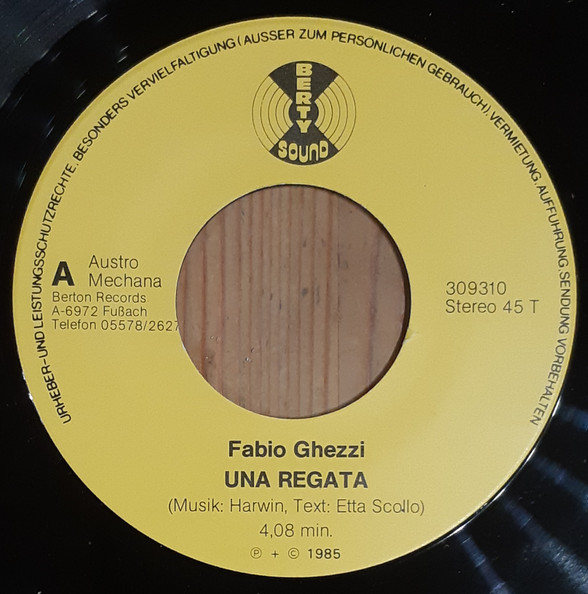 URHEBER-UND LEISTUNGSSCHUTZRECHTE. BESONDERS VERVIELFALTIGUNG (AUSSER ZUM PERSÖNLICHEN GEBRAUCH), VERMIETUNG. AUFFUHRUNG. SENDUNG VORBEHALTEN
BERTY
SOUND
A
Austro
Mechana
Berton Records
A-6972 Fußach
Telefon 05578/2627
309310
Stereo 45 T
Fabio Ghezzi
UNA REGATA
(Musik: Harwin, Text: Etta Scollo)
4,08 min.
℗ + © 1985